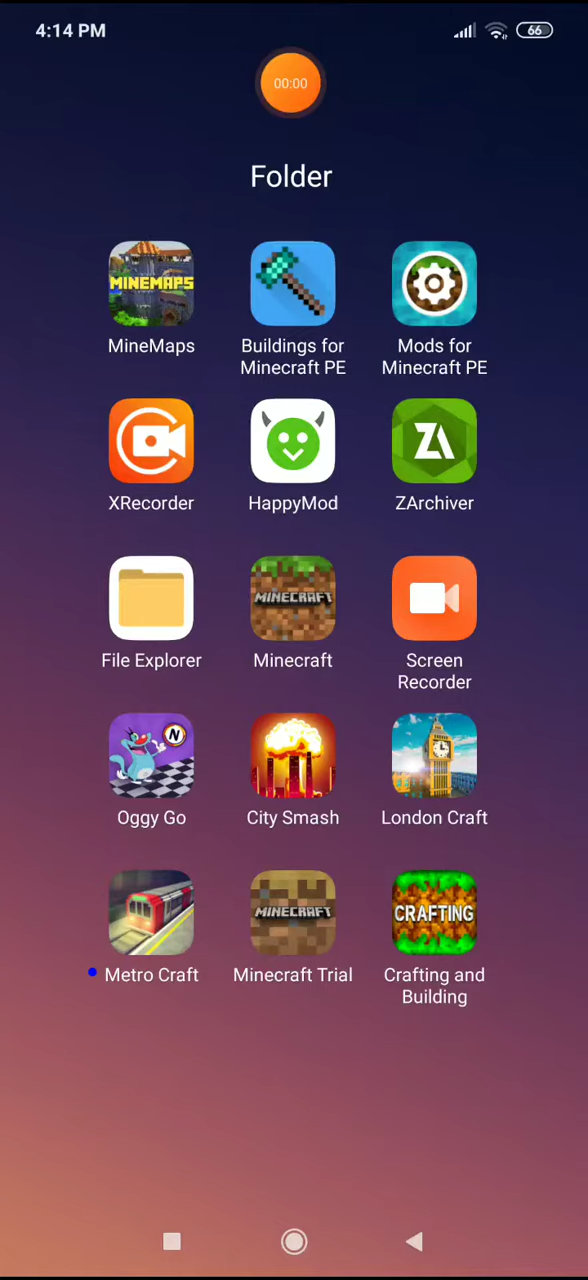 4:14 PM
66
00:00
Folder
MINEMAPS
MineMaps
Buildings for
Minecraft PE
Mods for
Minecraft PE
XRecorder
HappyMod
ZA
ZArchiver
File Explorer
MINECRAFT
Minecraft
Screen
Recorder
N
Oggy Go
City Smash
London Craft
Metro Craft
MINECRAFT
Minecraft Trial
CRAFTING
Crafting and
Building